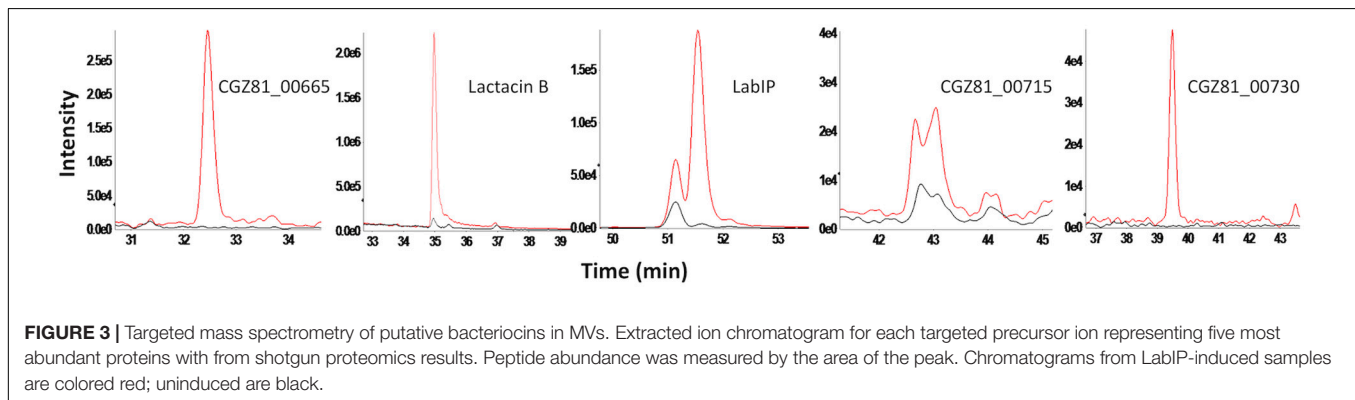 Intensity
2.5e5
2.0e5
1.5e5
1.0e5
5.0e4
0.0e0
31 32 33 34
CGZ81_00665
2.0e6
1.5e6
1.0e6
5.0e5
0.0e0
33 34 35 36 37 38 39
Lactacin B
1.5e5
1.0e5
5.0e4
0.0e0
50 51 52 53
LabIP
4e4
3e4
2e4
1e4
0e0
42 43 44 45
CGZ81_00715
4e4
3e4
2e4
1e4
0e0
37 38 39 40 41 42 43
CGZ81_00730
Time (min)
FIGURE 3 | Targeted mass spectrometry of putative bacteriocins in MVs. Extracted ion chromatogram for each targeted precursor ion representing five most
abundant proteins with from shotgun proteomics results. Peptide abundance was measured by the area of the peak. Chromatograms from LabIP-induced samples
are colored red; uninduced are black.